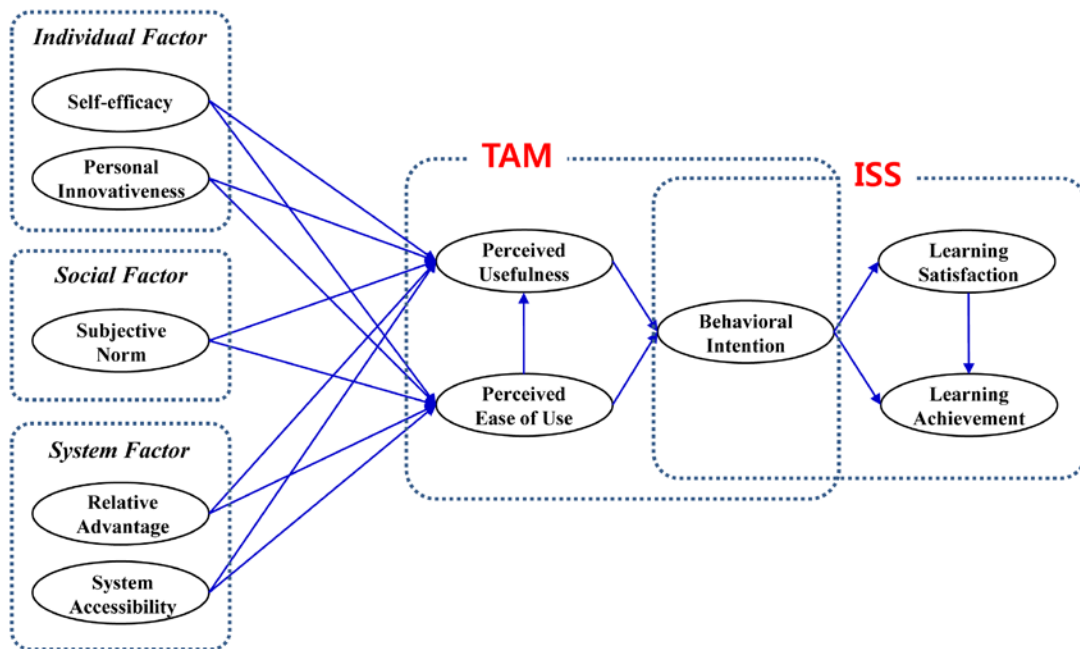 Individual Factor
Self-efficacy
Personal
Innovativeness
Social Factor
Subjective
Norm
System Factor
Relative
Advantage
System
Accessibility
TAM
Perceived
Usefulness
Perceived
Ease of Use
Behavioral
Intention
ISS
Learning
Satisfaction
Learning
Achievement